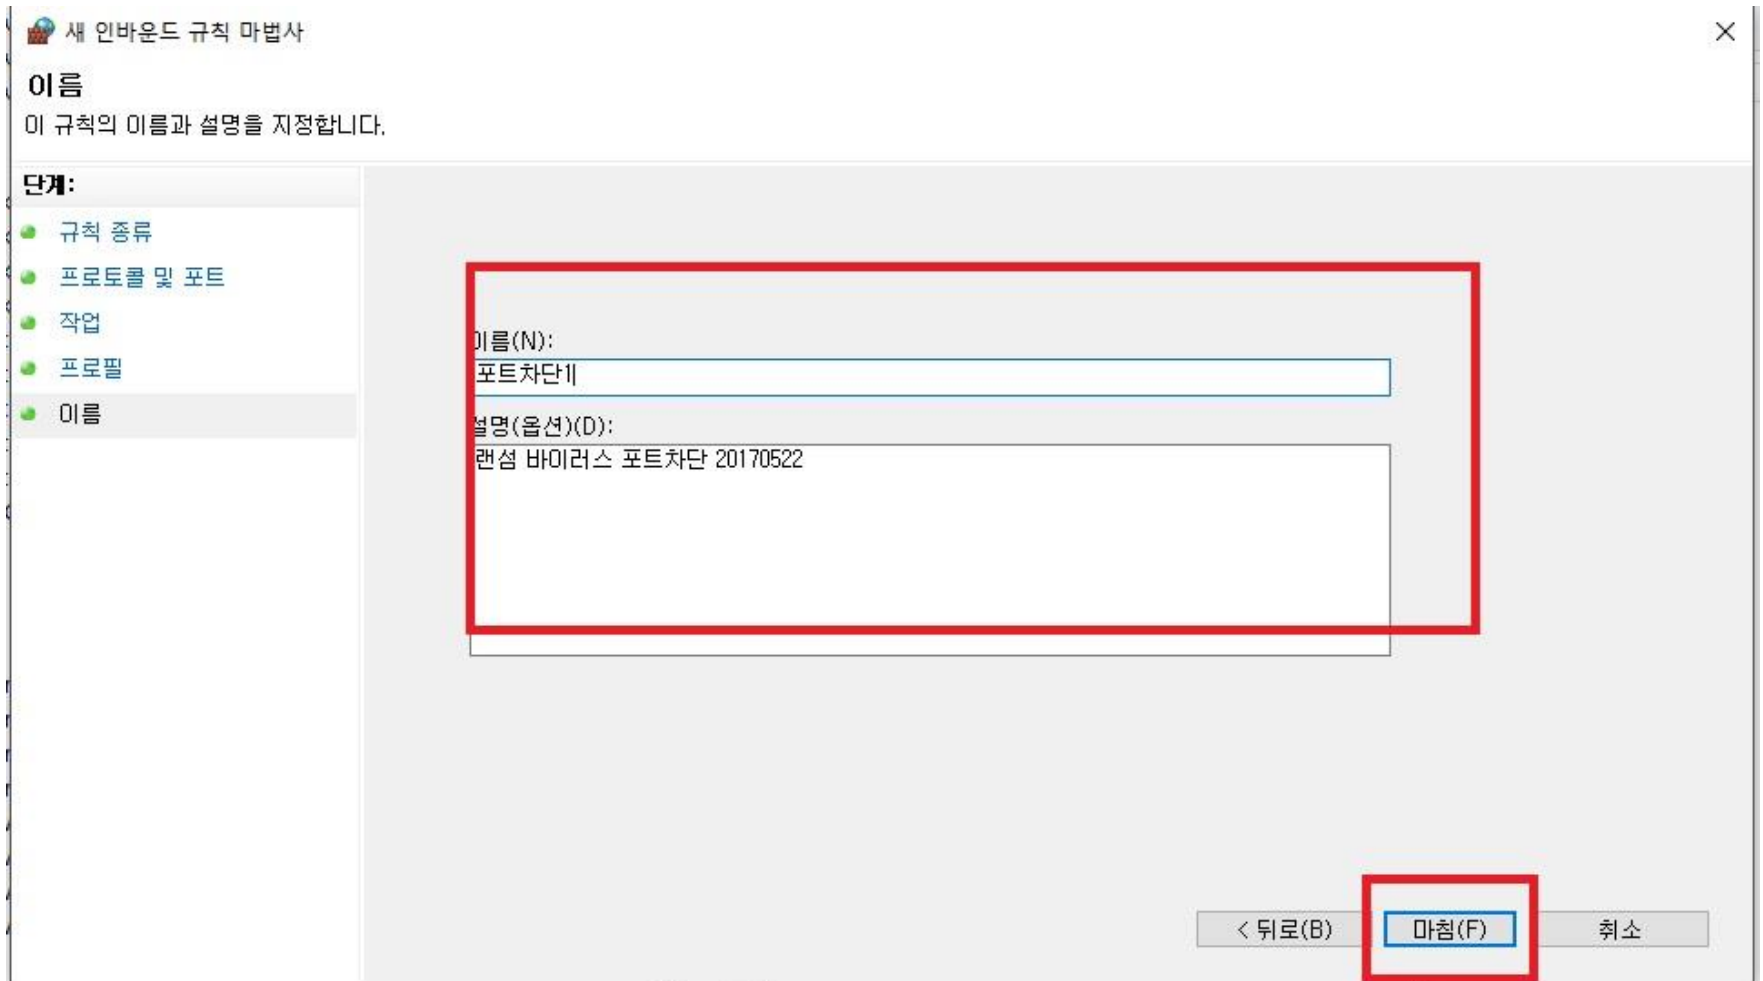 새 인바운드 규칙 마법사
이름
이 규칙의 이름과 설명을 지정합니다.
단계:
규칙 종류
프로토콜 및 포트
작업
프로필
이름
이름(N):
포트차단1
설명(옵션)(D):
랜섬 바이러스 포트차단 20170522
< 뒤로(B)
마침(F)
취소